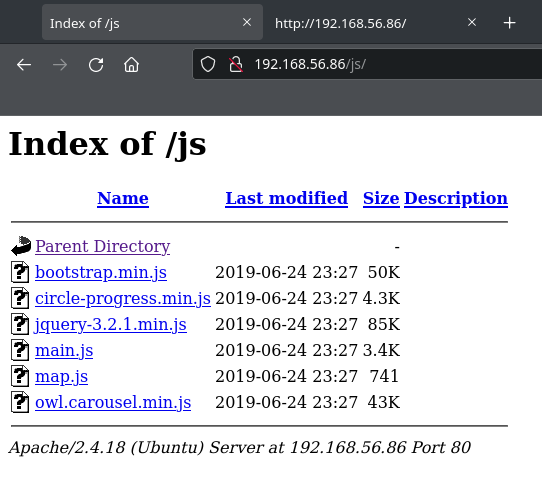 Index of /js
http://192.168.56.86/
192.168.56.86/js/
Index of /js
Name Last modified Size Description
Parent Directory -
bootstrap.min.js 2019-06-24 23:27 50K
circle-progress.min.js 2019-06-24 23:27 4.3K
jquery-3.2.1.min.js 2019-06-24 23:27 85K
main.js 2019-06-24 23:27 3.4K
map.js 2019-06-24 23:27 741
owl.carousel.min.js 2019-06-24 23:27 43K
Apache/2.4.18 (Ubuntu) Server at 192.168.56.86 Port 80